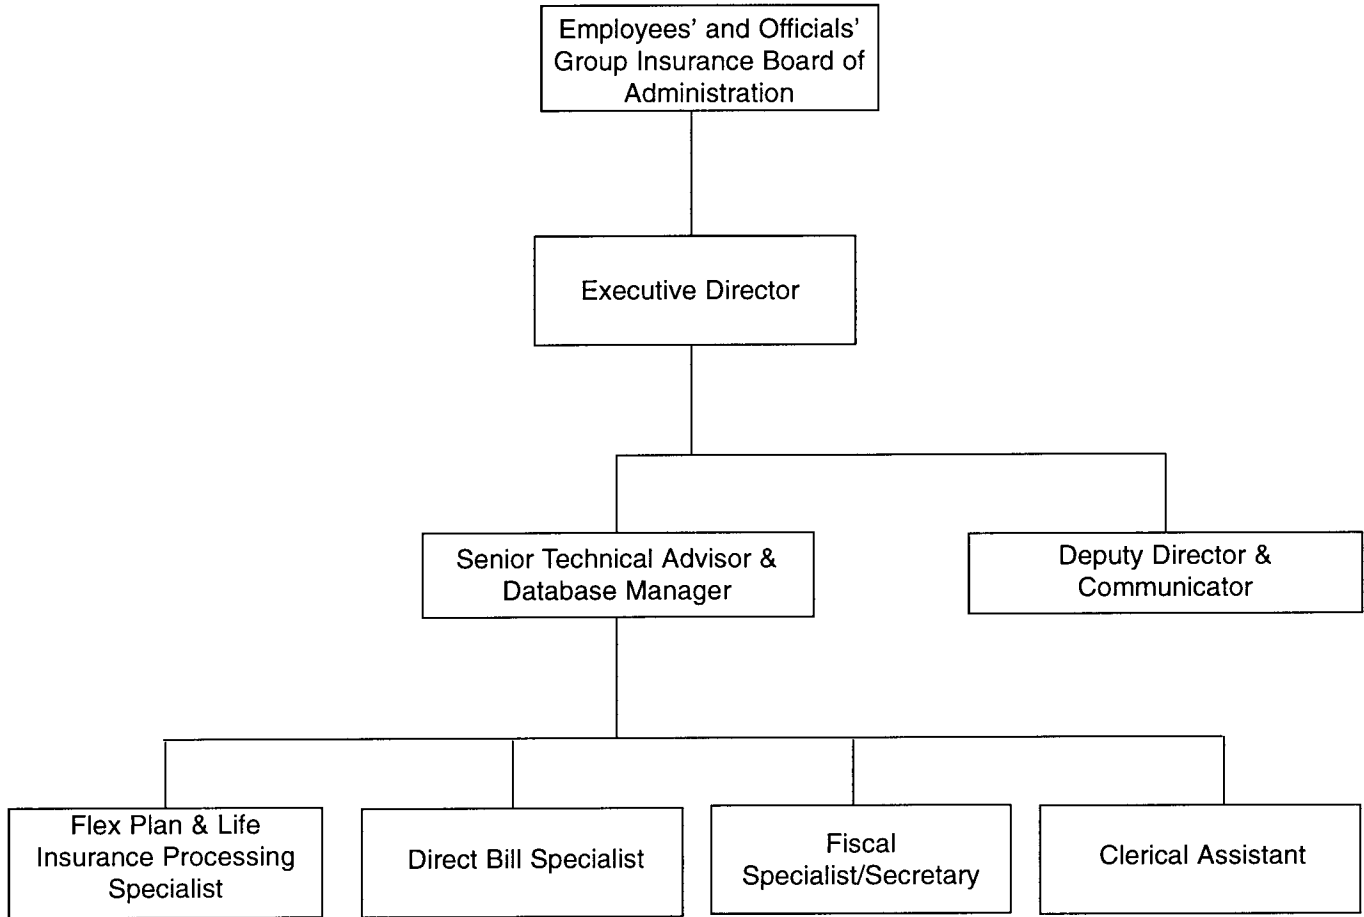 Employees' and Officials'
Group Insurance Board of
Administration
Executive Director
Senior Technical Advisor &
Database Manager
Deputy Director &
Communicator
Flex Plan & Life
Insurance Processing
Specialist
Direct Bill Specialist
Fiscal
Specialist/Secretary
Clerical Assistant